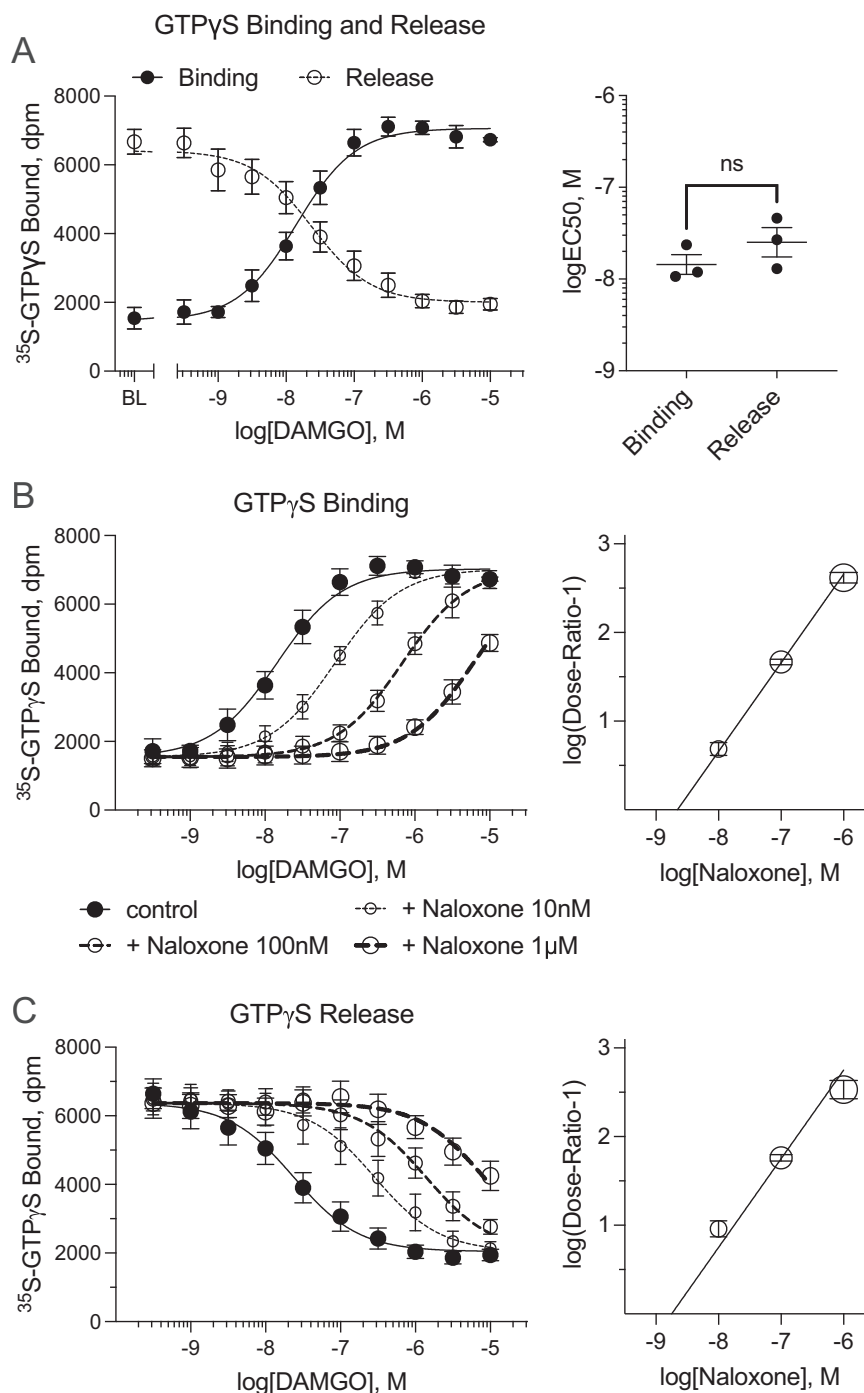 GTPγS Binding and Release
A
Binding
Release
8000
6000
4000
2000
0
³⁵S-GTPγS Bound, dpm
BL
-9
-8
-7
-6
-5
log[DAMGO], M
-6
-7
-8
-9
logEC50, M
ns
Binding
Release
B
GTPγS Binding
8000
6000
4000
2000
0
³⁵S-GTPγS Bound, dpm
-9
-8
-7
-6
-5
log[DAMGO], M
3
2
1
log(Dose-Ratio-1)
-9
-8
-7
-6
log[Naloxone], M
control
+ Naloxone 10nM
+ Naloxone 100nM
+ Naloxone 1µM
C
GTPγS Release
8000
6000
4000
2000
0
³⁵S-GTPγS Bound, dpm
-9
-8
-7
-6
-5
log[DAMGO], M
3
2
1
log(Dose-Ratio-1)
-9
-8
-7
-6
log[Naloxone], M